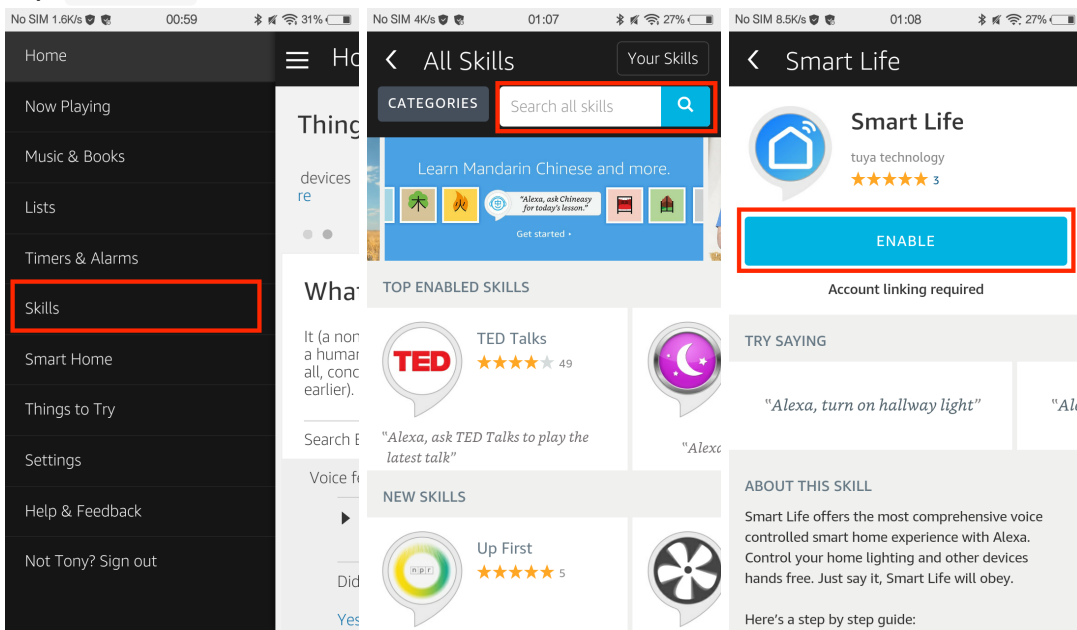 No SIM 1.6K/s 00:59 31%
Home
Now Playing
Music & Books
Lists
Timers & Alarms
Skills
Smart Home
Things to Try
Settings
Help & Feedback
Not Tony? Sign out
Ho
Thing
devices
re
What
It (a non
a human
all, conc
earlier).
Search E
Voice fe
Did
Yes
No SIM 4K/s 01:07 27%
All Skills
Your Skills
CATEGORIES
Search all skills
Learn Mandarin Chinese and more.
木
火
"Alexa, ask Chineasy
for today's lesson."
Get started ›
TOP ENABLED SKILLS
TED
TED Talks
49
"Alexa, ask TED Talks to play the
latest talk"
"Alexa
NEW SKILLS
npr
Up First
5
No SIM 8.5K/s 01:08 27%
Smart Life
Smart Life
tuya technology
3
ENABLE
Account linking required
TRY SAYING
"Alexa, turn on hallway light"
"Ale
ABOUT THIS SKILL
Smart Life offers the most comprehensive voice
controlled smart home experience with Alexa.
Control your home lighting and other devices
hands free. Just say it, Smart Life will obey.
Here's a step by step guide: